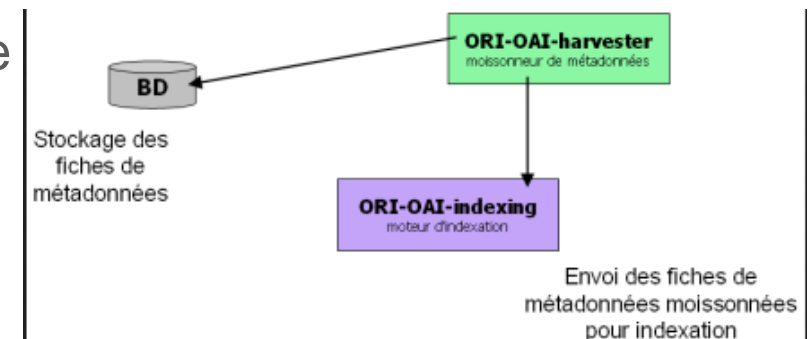 e
ORI-OAI-harvester
moissonneur de métadonnées
BD
Stockage des
fiches de
métadonnées
ORI-OAI-indexing
moteur d'indexation
Envoi des fiches de
métadonnées moissonnées
pour indexation